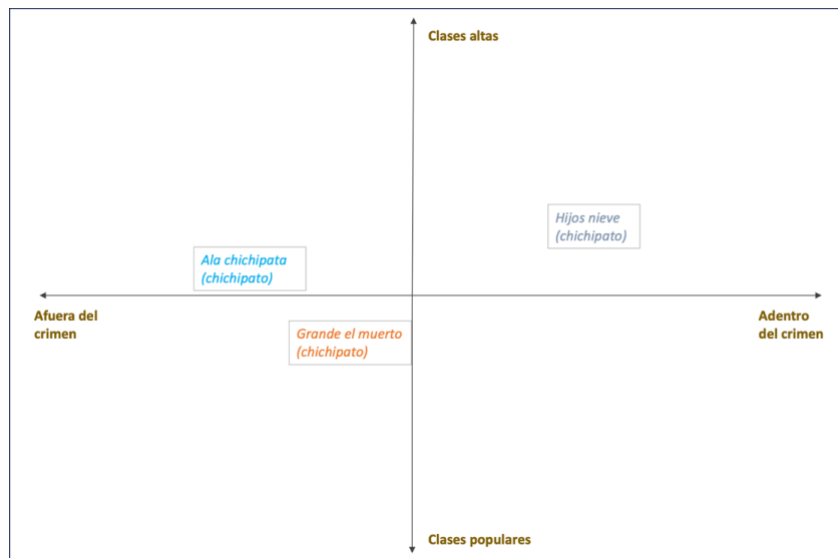 Clases altas
Hijos nieve
(chichipato)
Ala chichipata
(chichipato)
Afuera del
crimen
Adentro
del crimen
Grande el muerto
(chichipato)
Clases populares